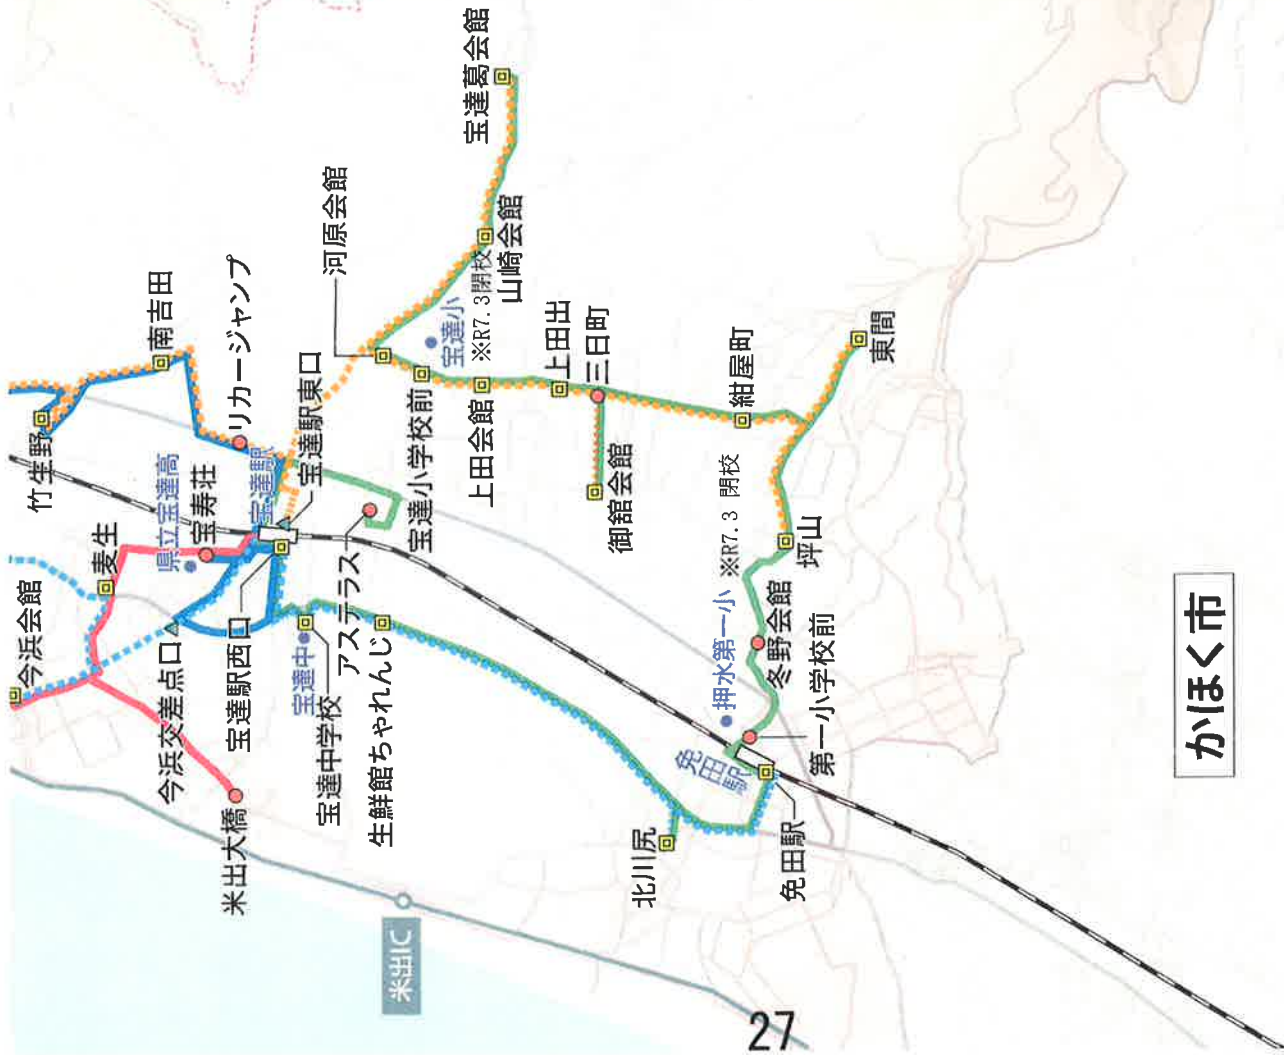 竹生野
南吉田
リカージャンプ
県立宝達高
宝寿荘
宝達駅
宝達駅東口
麦生
今浜会館
今浜交差点口
宝達駅西口
米出大橋
宝達中
宝達中学校
アステラス
生鮮館ちゃれんじ
河原会館
宝達葛会館
宝達小
※R7.3閉校
山崎会館
宝達小学校前
上田会館
上田出
三日町
御舘会館
紺屋町
東間
坪山
押水第一小 ※R7.3 閉校
冬野会館
第一小学校前
免田駅
免田駅
北川尻
米出IC
かほく市
27